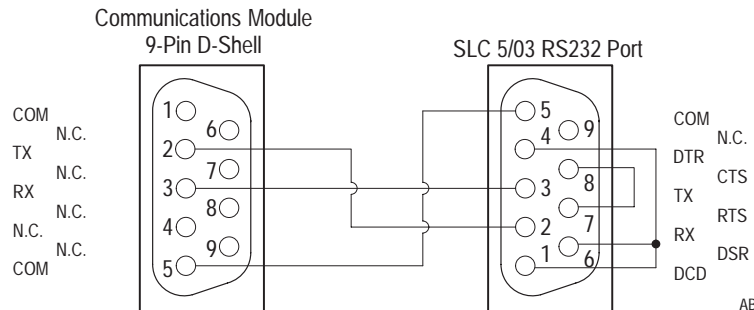 Communications Module
9-Pin D-Shell
SLC 5/03 RS232 Port
COM
N.C.
TX
N.C.
RX
N.C.
N.C.
N.C.
COM
1
6
2
7
3
8
4
9
5
5
9
4
8
3
7
2
6
1
COM
N.C.
DTR
CTS
TX
RTS
RX
DSR
DCD
AB